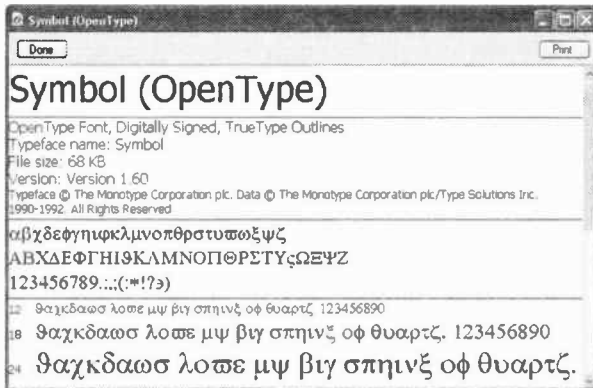 Symbol (OpenType)
Done
Print
Symbol (OpenType)
OpenType Font, Digitally Signed, TrueType Outlines
Typeface name: Symbol
File size: 68 KB
Version: Version 1.60
Typeface © The Monotype Corporation plc. Data © The Monotype Corporation plc/Type Solutions Inc.
1990-1992. All Rights Reserved
αβχδεφγηιφκλμνοπθρστυϖωξψζ
ΑΒΧΔΕΦΓΗΙϑΚΛΜΝΟΠΘΡΣΤΥςΩΞΨΖ
123456789.:,;(:*!?∍)
12 ϑαχκδαωσ λοϖε μψ βιγ σπηινξ οφ θυαρτζ. 123456890
18 ϑαχκδαωσ λοϖε μψ βιγ σπηινξ οφ θυαρτζ. 123456890
24 ϑαχκδαωσ λοϖε μψ βιγ σπηινξ οφ θυαρτζ.